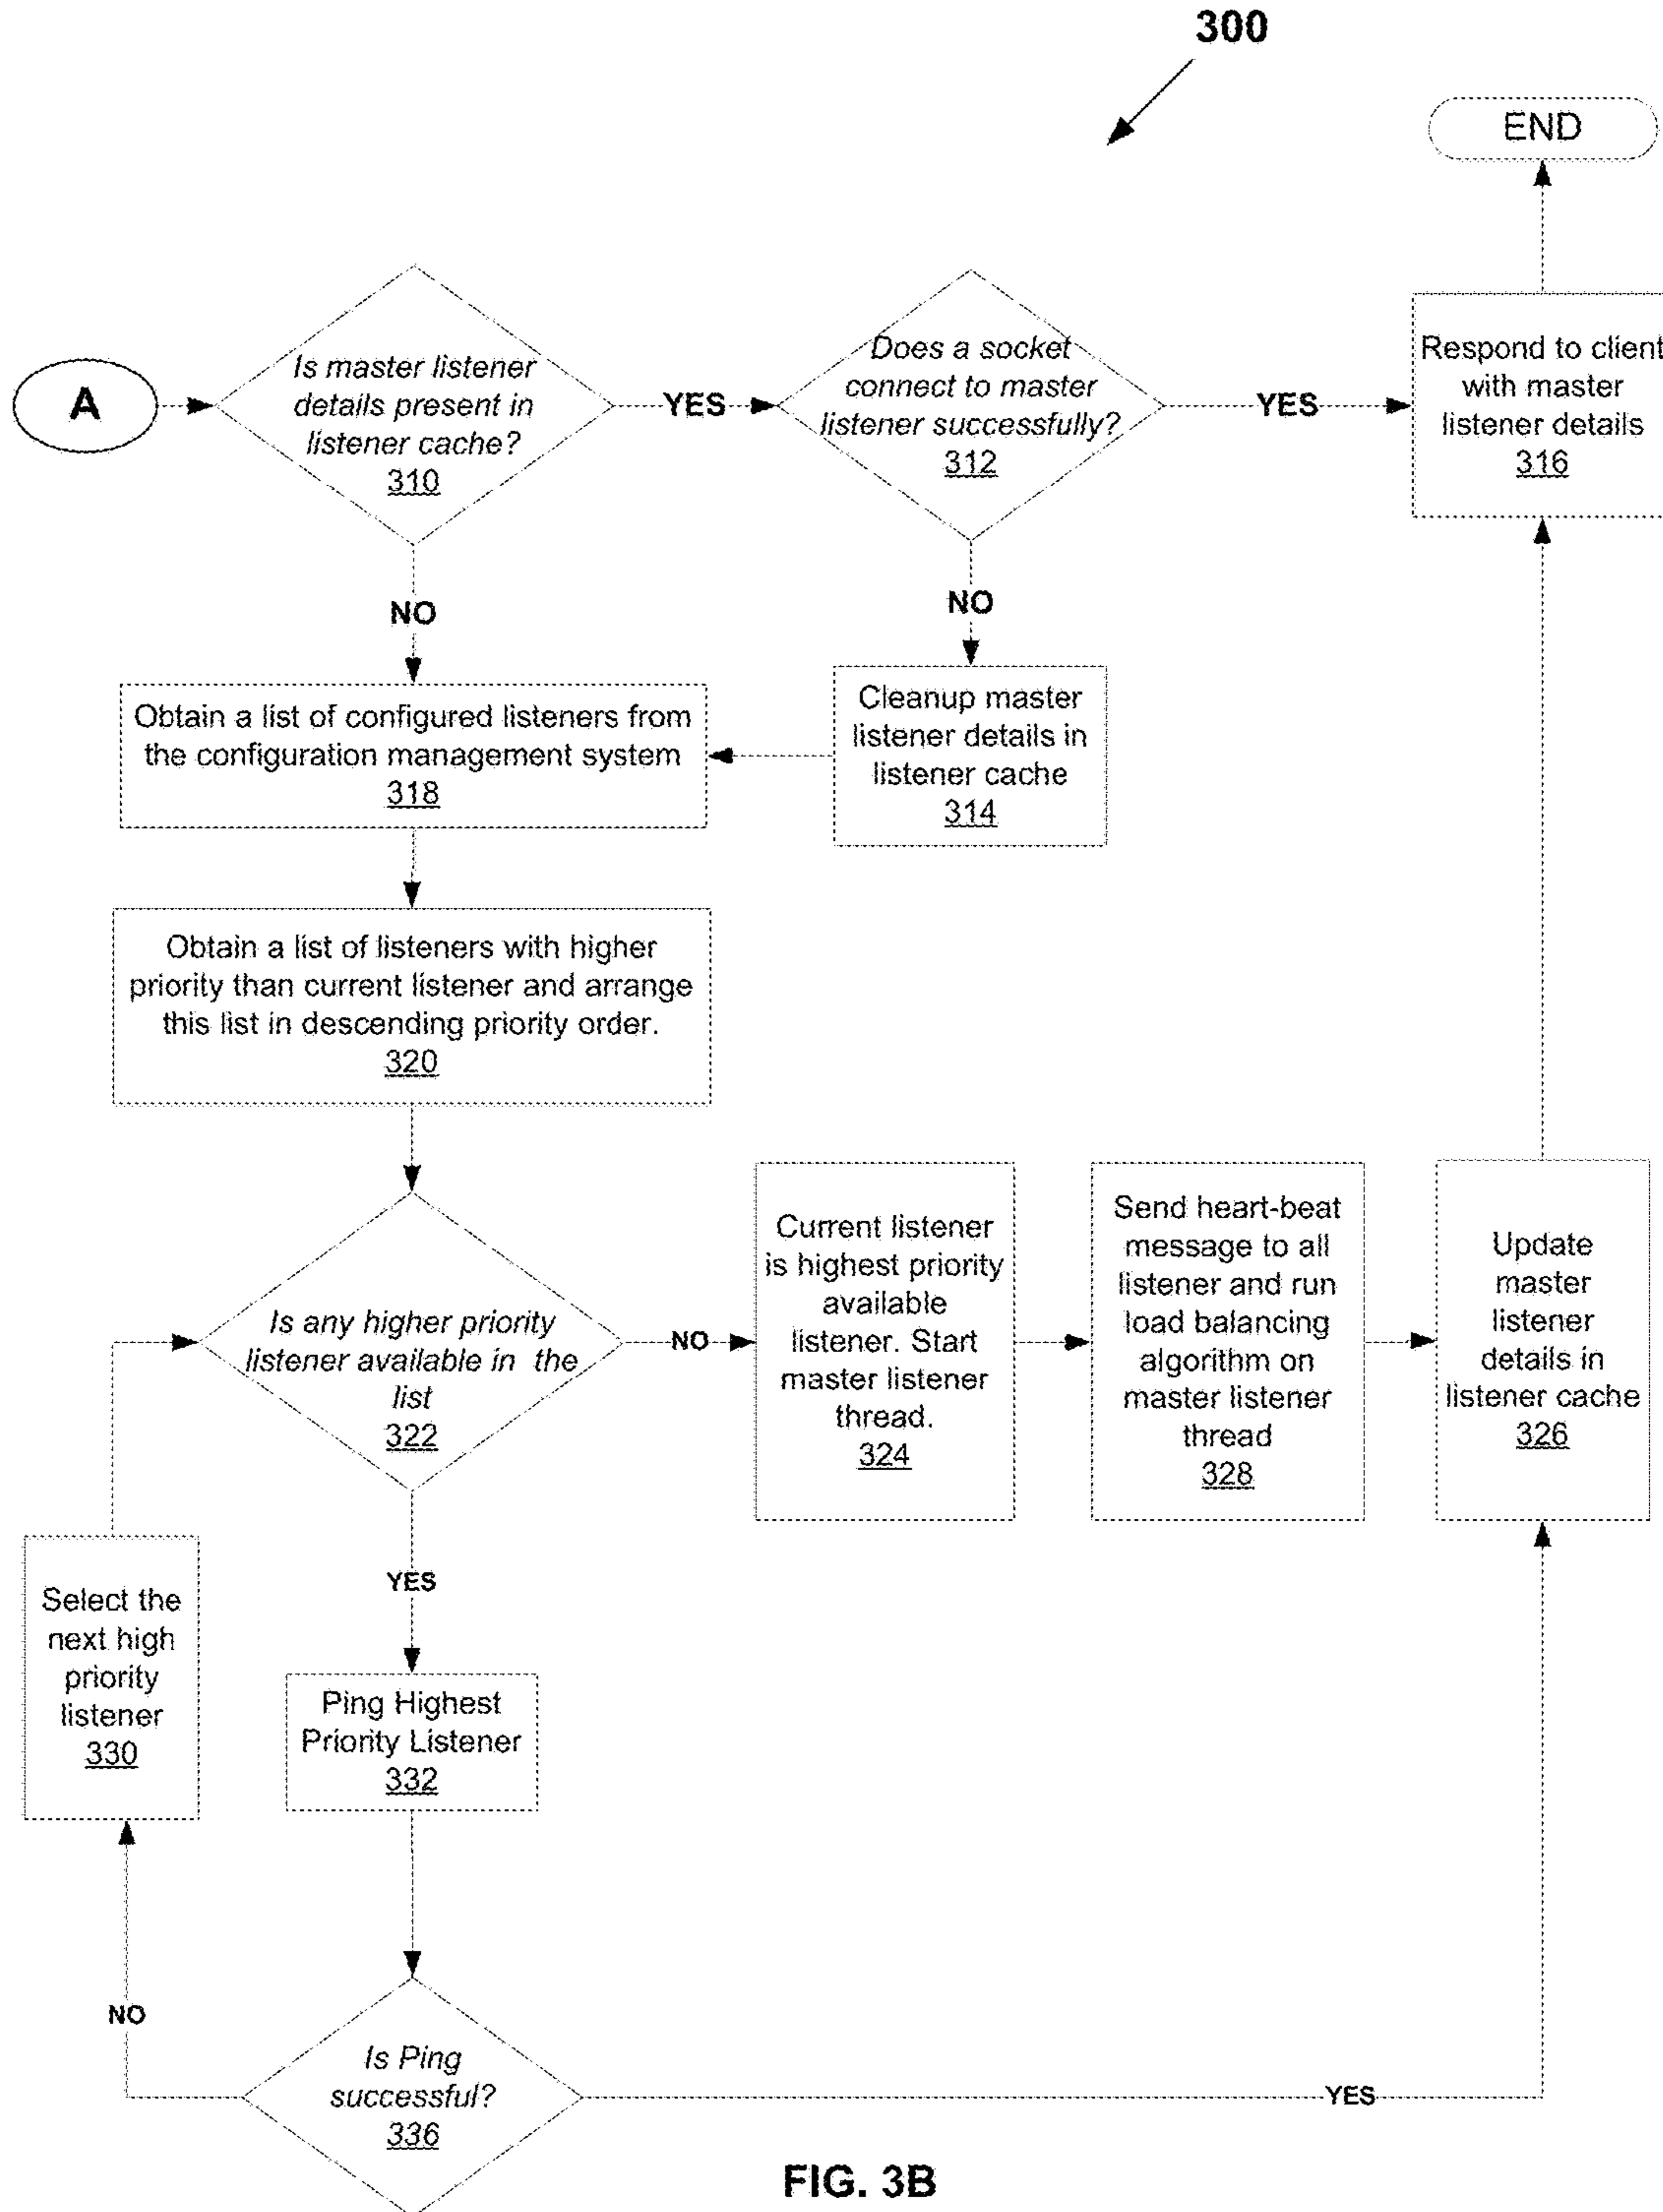 300
END
A
Is master listener
details present in
listener cache?
310
YES
Does a socket
connect to master
listener successfully?
312
YES
Respond to client
with master
listener details
316
NO
NO
Obtain a list of configured listeners from
the configuration management system
318
Cleanup master
listener details in
listener cache
314
Obtain a list of listeners with higher
priority than current listener and arrange
this list in descending priority order.
320
Is any higher priority
listener available in the
list
322
NO
Current listener
is highest priority
available
listener. Start
master listener
thread.
324
Send heart-beat
message to all
listener and run
load balancing
algorithm on
master listener
thread
328
Update
master
listener
details in
listener cache
326
YES
Select the
next high
priority
listener
330
Ping Highest
Priority Listener
332
NO
Is Ping
successful?
336
YES
FIG. 3B